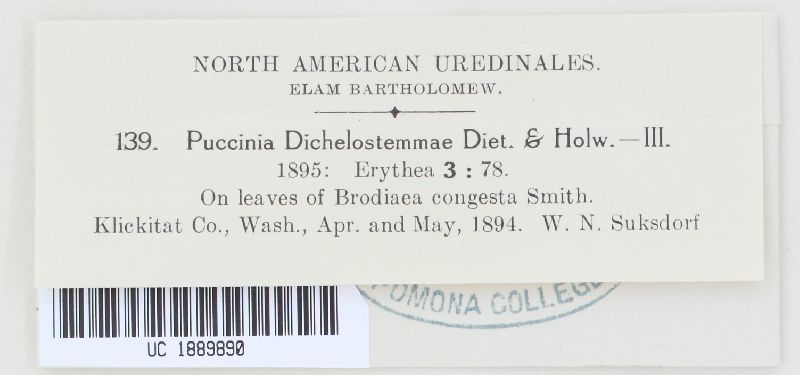 NORTH AMERICAN UREDINALES.
ELAM BARTHOLOMEW.
139. Puccinia Dichelostemmae Diet. & Holw.—III.
1895: Erythea 3 : 78.
On leaves of Brodiaea congesta Smith.
Klickitat Co., Wash., Apr. and May, 1894. W. N. Suksdorf
POMONA COLLEGE
UC 1889890